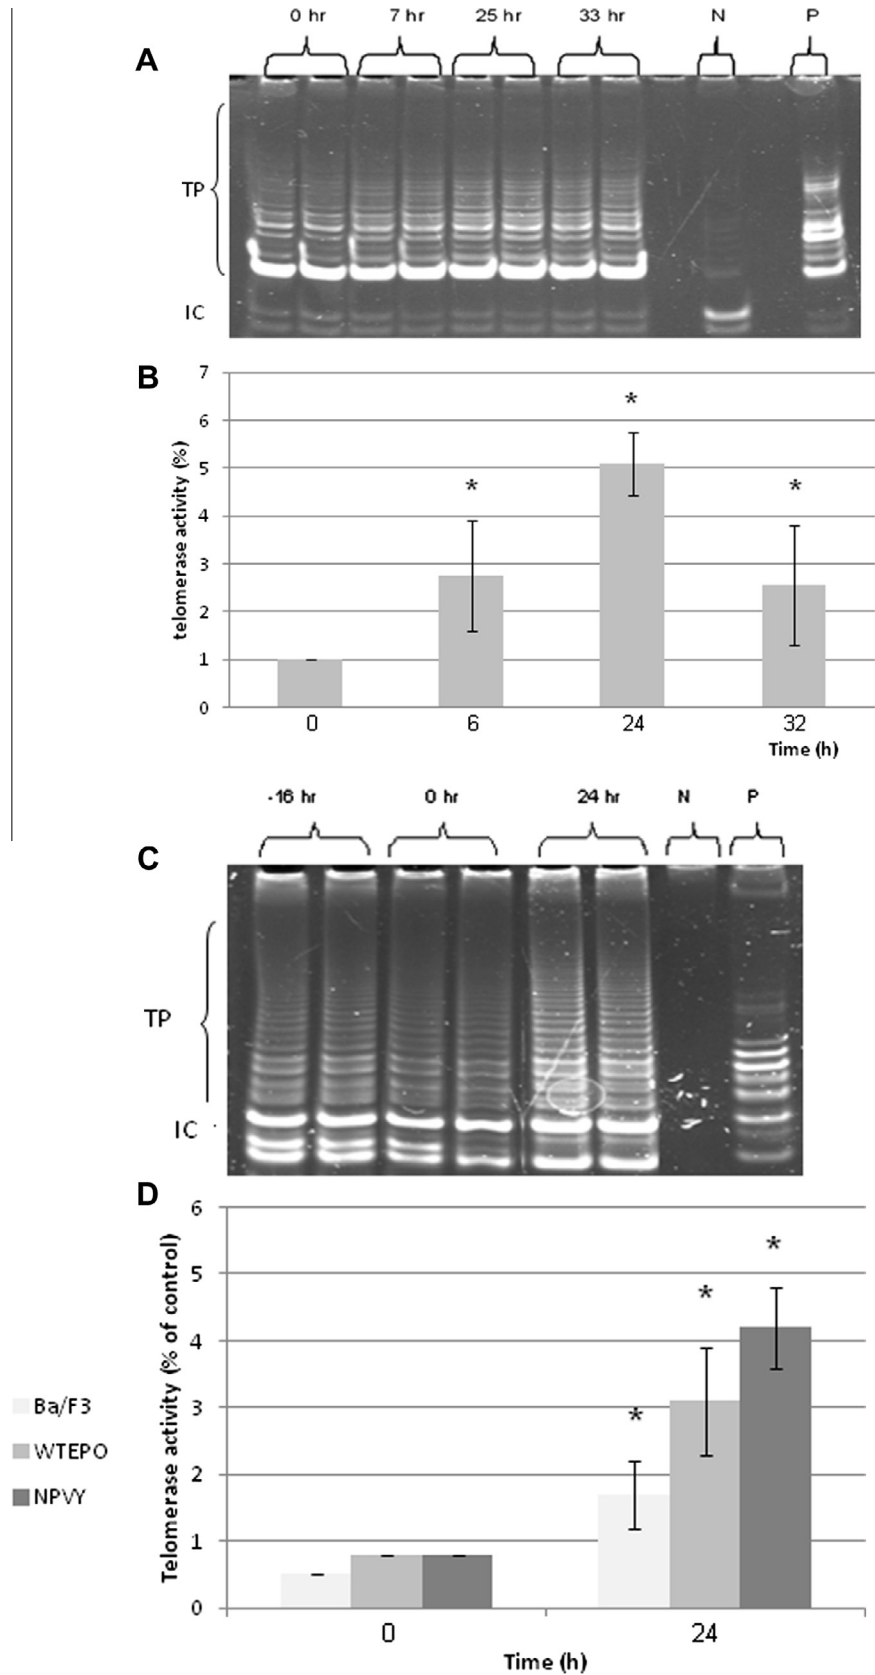 0 hr 7 hr 25 hr 33 hr N P
A
TP
IC
B
telomerase activity (%)
7
6
5
4
3
2
1
0
*
*
*
0 6 24 32
Time (h)
-16 hr 0 hr 24 hr N P
C
TP
IC
D
Telomerase activity (% of control)
6
5
4
3
2
1
0
*
*
*
Ba/F3
WTEPO
NPVY
0 24
Time (h)